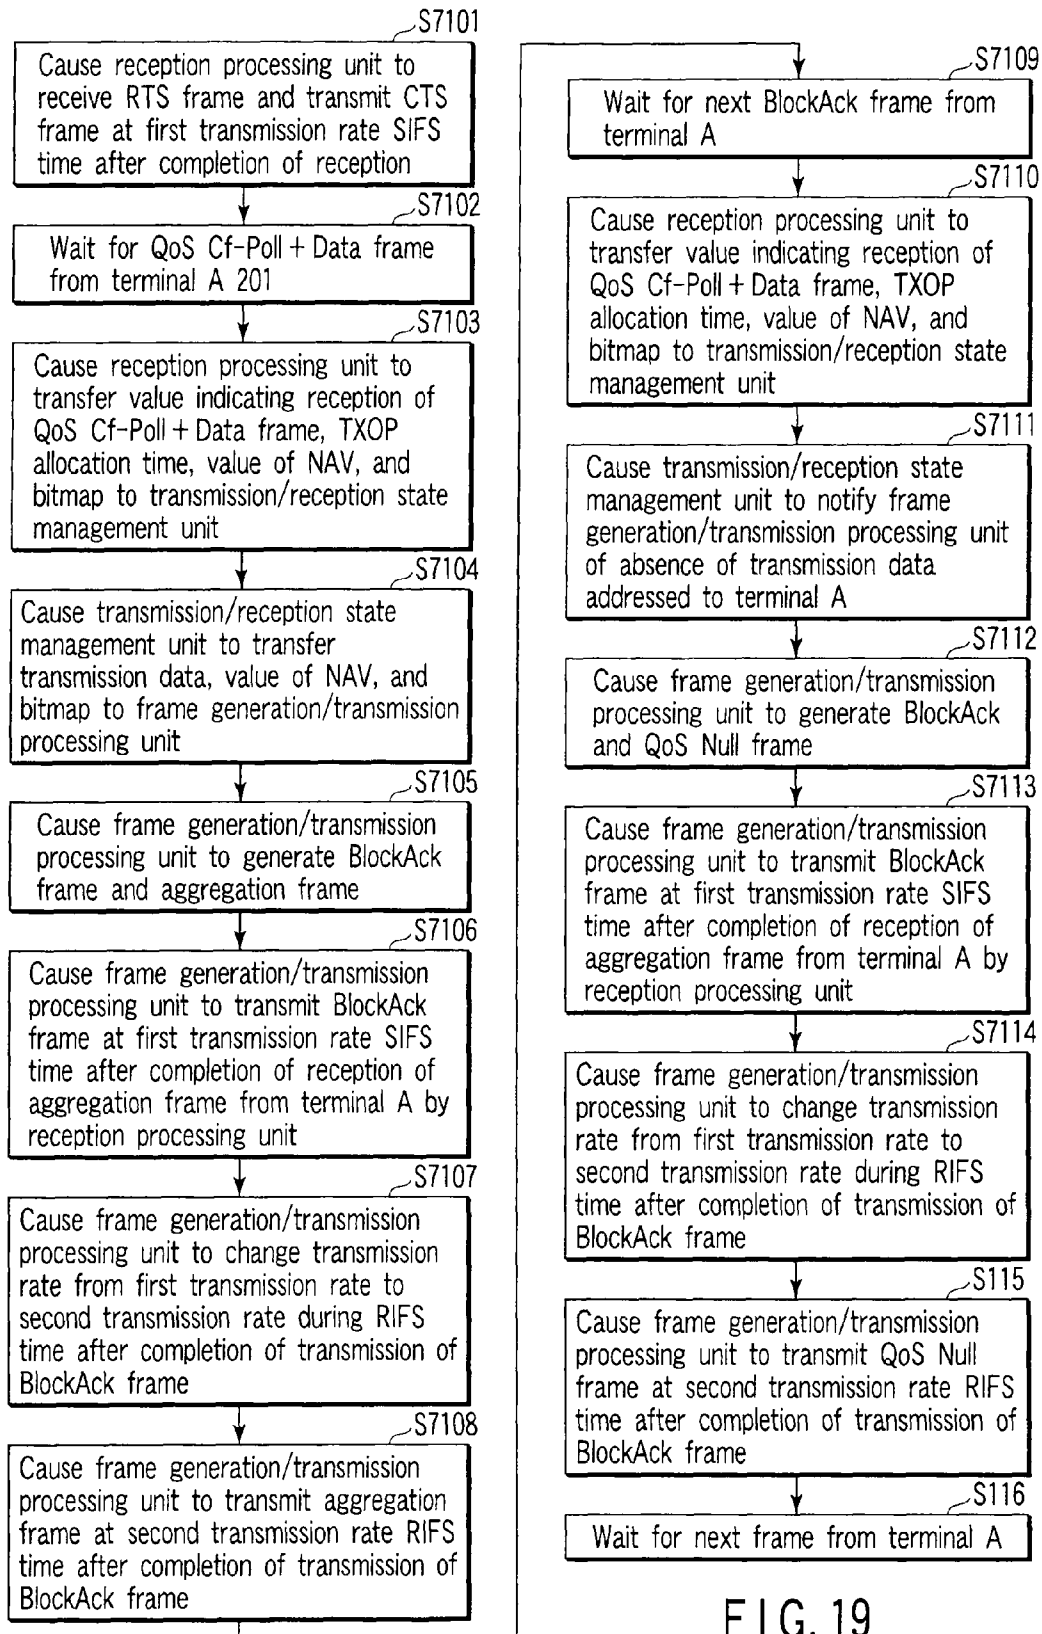 S7101
Cause reception processing unit to
receive RTS frame and transmit CTS
frame at first transmission rate SIFS
time after completion of reception
S7102
Wait for QoS Cf-Poll + Data frame
from terminal A 201
S7103
Cause reception processing unit to
transfer value indicating reception of
QoS Cf-Poll + Data frame, TXOP
allocation time, value of NAV, and
bitmap to transmission/reception state
management unit
S7104
Cause transmission/reception state
management unit to transfer
transmission data, value of NAV, and
bitmap to frame generation/transmission
processing unit
S7105
Cause frame generation/transmission
processing unit to generate BlockAck
frame and aggregation frame
S7106
Cause frame generation/transmission
processing unit to transmit BlockAck
frame at first transmission rate SIFS
time after completion of reception of
aggregation frame from terminal A by
reception processing unit
S7107
Cause frame generation/transmission
processing unit to change transmission
rate from first transmission rate to
second transmission rate during RIFS
time after completion of transmission of
BlockAck frame
S7108
Cause frame generation/transmission
processing unit to transmit aggregation
frame at second transmission rate RIFS
time after completion of transmission of
BlockAck frame
S7109
Wait for next BlockAck frame from
terminal A
S7110
Cause reception processing unit to
transfer value indicating reception of
QoS Cf-Poll + Data frame, TXOP
allocation time, value of NAV, and
bitmap to transmission/reception state
management unit
S7111
Cause transmission/reception state
management unit to notify frame
generation/transmission processing unit
of absence of transmission data
addressed to terminal A
S7112
Cause frame generation/transmission
processing unit to generate BlockAck
and QoS Null frame
S7113
Cause frame generation/transmission
processing unit to transmit BlockAck
frame at first transmission rate SIFS
time after completion of reception of
aggregation frame from terminal A by
reception processing unit
S7114
Cause frame generation/transmission
processing unit to change transmission
rate from first transmission rate to
second transmission rate during RIFS
time after completion of transmission of
BlockAck frame
S115
Cause frame generation/transmission
processing unit to transmit QoS Null
frame at second transmission rate RIFS
time after completion of transmission of
BlockAck frame
S116
Wait for next frame from terminal A
FIG. 19